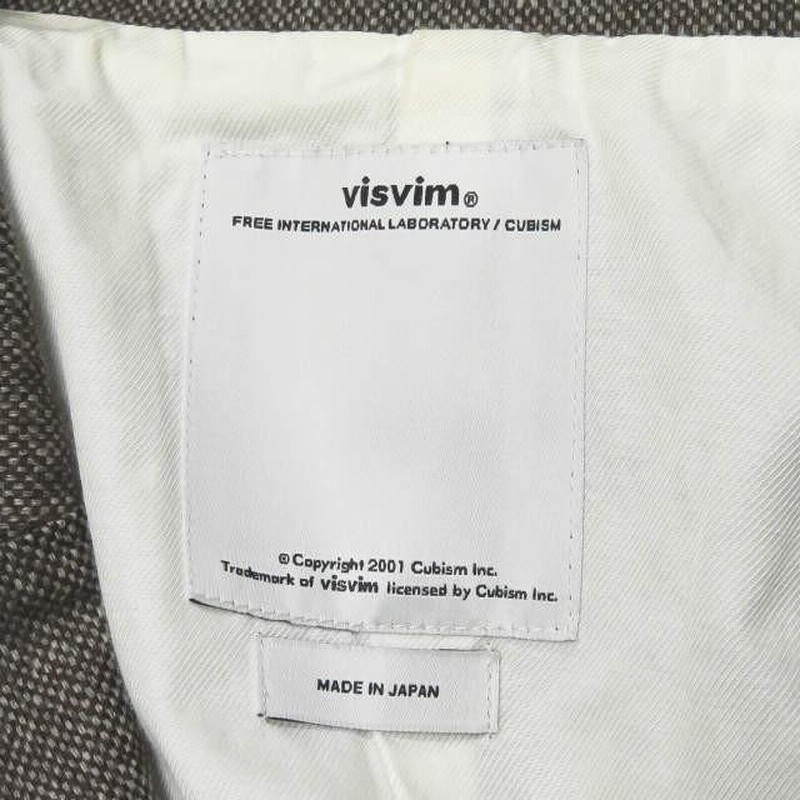 visvim®
FREE INTERNATIONAL LABORATORY / CUBISM
© Copyright 2001 Cubism Inc.
Trademark of visvim licensed by Cubism Inc.
MADE IN JAPAN